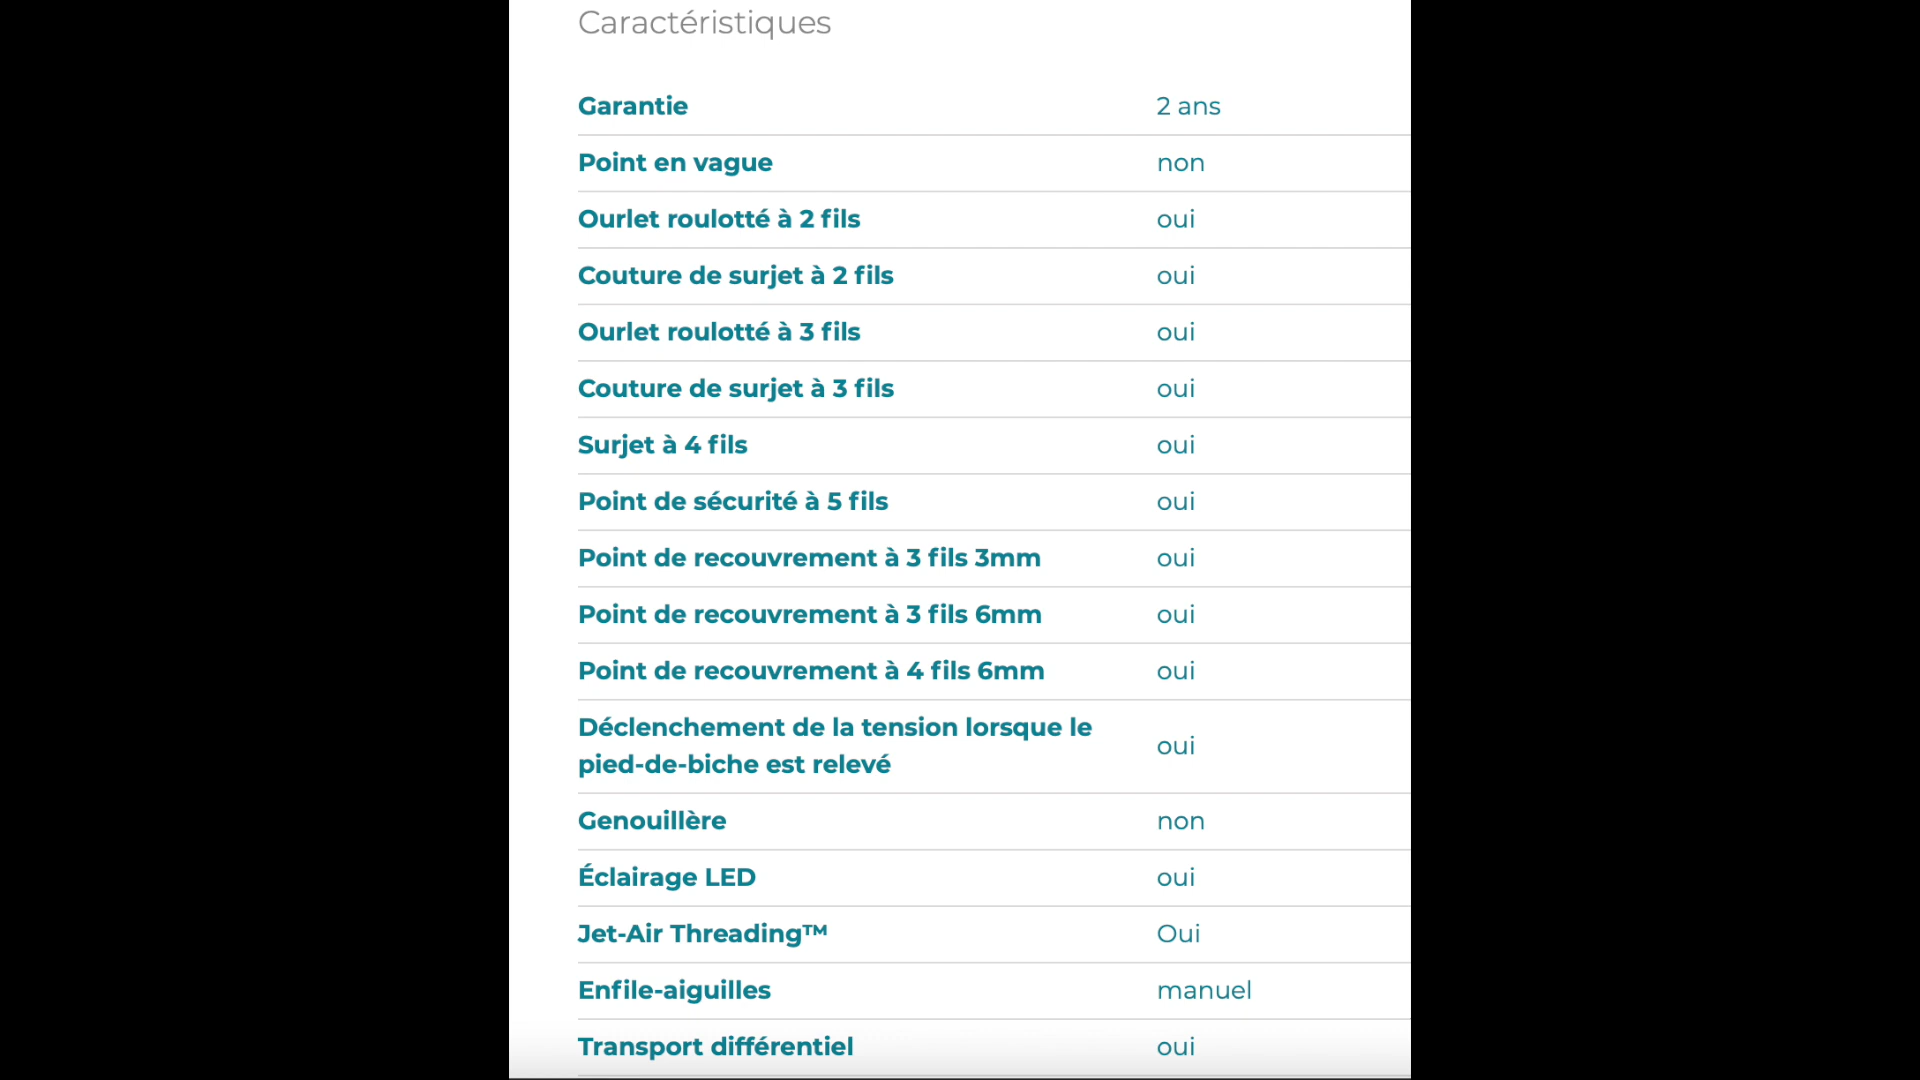 Caractéristiques
Garantie 2 ans
Point en vague non
Ourlet roulotté à 2 fils oui
Couture de surjet à 2 fils oui
Ourlet roulotté à 3 fils oui
Couture de surjet à 3 fils oui
Surjet à 4 fils oui
Point de sécurité à 5 fils oui
Point de recouvrement à 3 fils 3mm oui
Point de recouvrement à 3 fils 6mm oui
Point de recouvrement à 4 fils 6mm oui
Déclenchement de la tension lorsque le
pied-de-biche est relevé oui
Genouillère non
Éclairage LED oui
Jet-Air Threading™ Oui
Enfile-aiguilles manuel
Transport différentiel oui